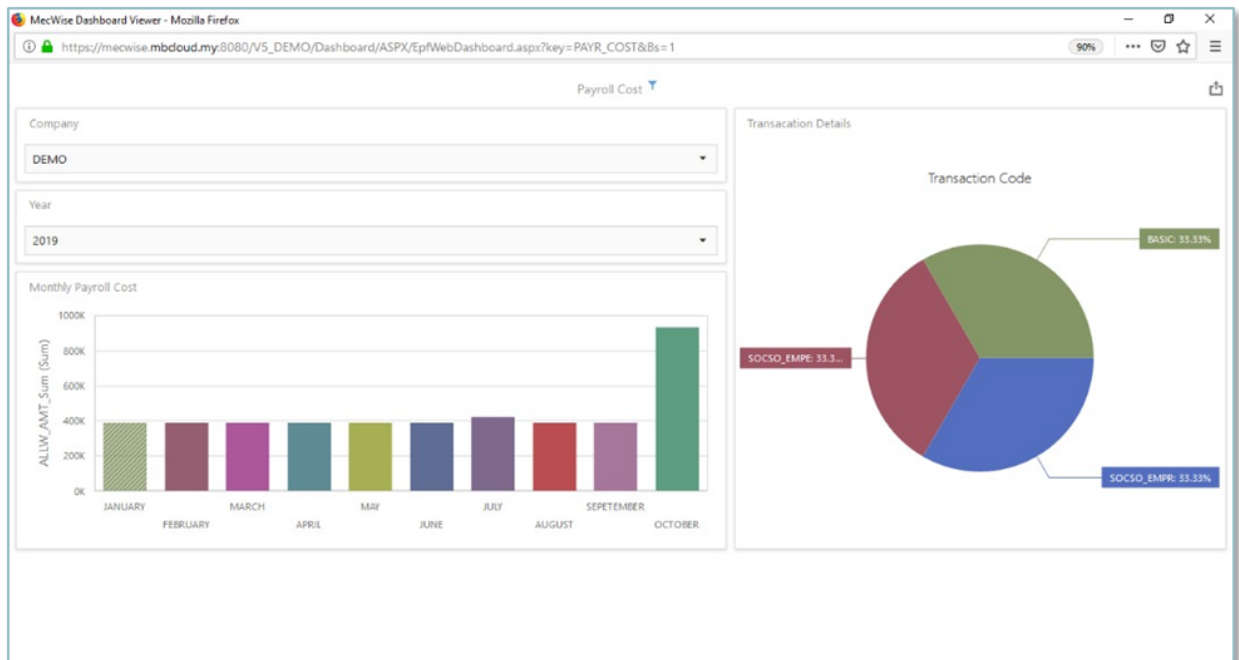 MecWise Dashboard Viewer - Mozilla Firefox
https://mecwise.mbcloud.my:8080/V5_DEMO/Dashboard/ASPX/EpfWebDashboard.aspx?key=PAYR_COST&Bs=1
90%
Payroll Cost
Company
DEMO
Year
2019
Monthly Payroll Cost
ALLW_AMT_Sum (Sum)
1000K
800K
600K
400K
200K
0K
JANUARY
FEBRUARY
MARCH
APRIL
MAY
JUNE
JULY
AUGUST
SEPETEMBER
OCTOBER
Transacation Details
Transaction Code
BASIC: 33.33%
SOCSO_EMPE: 33.3...
SOCSO_EMPR: 33.33%